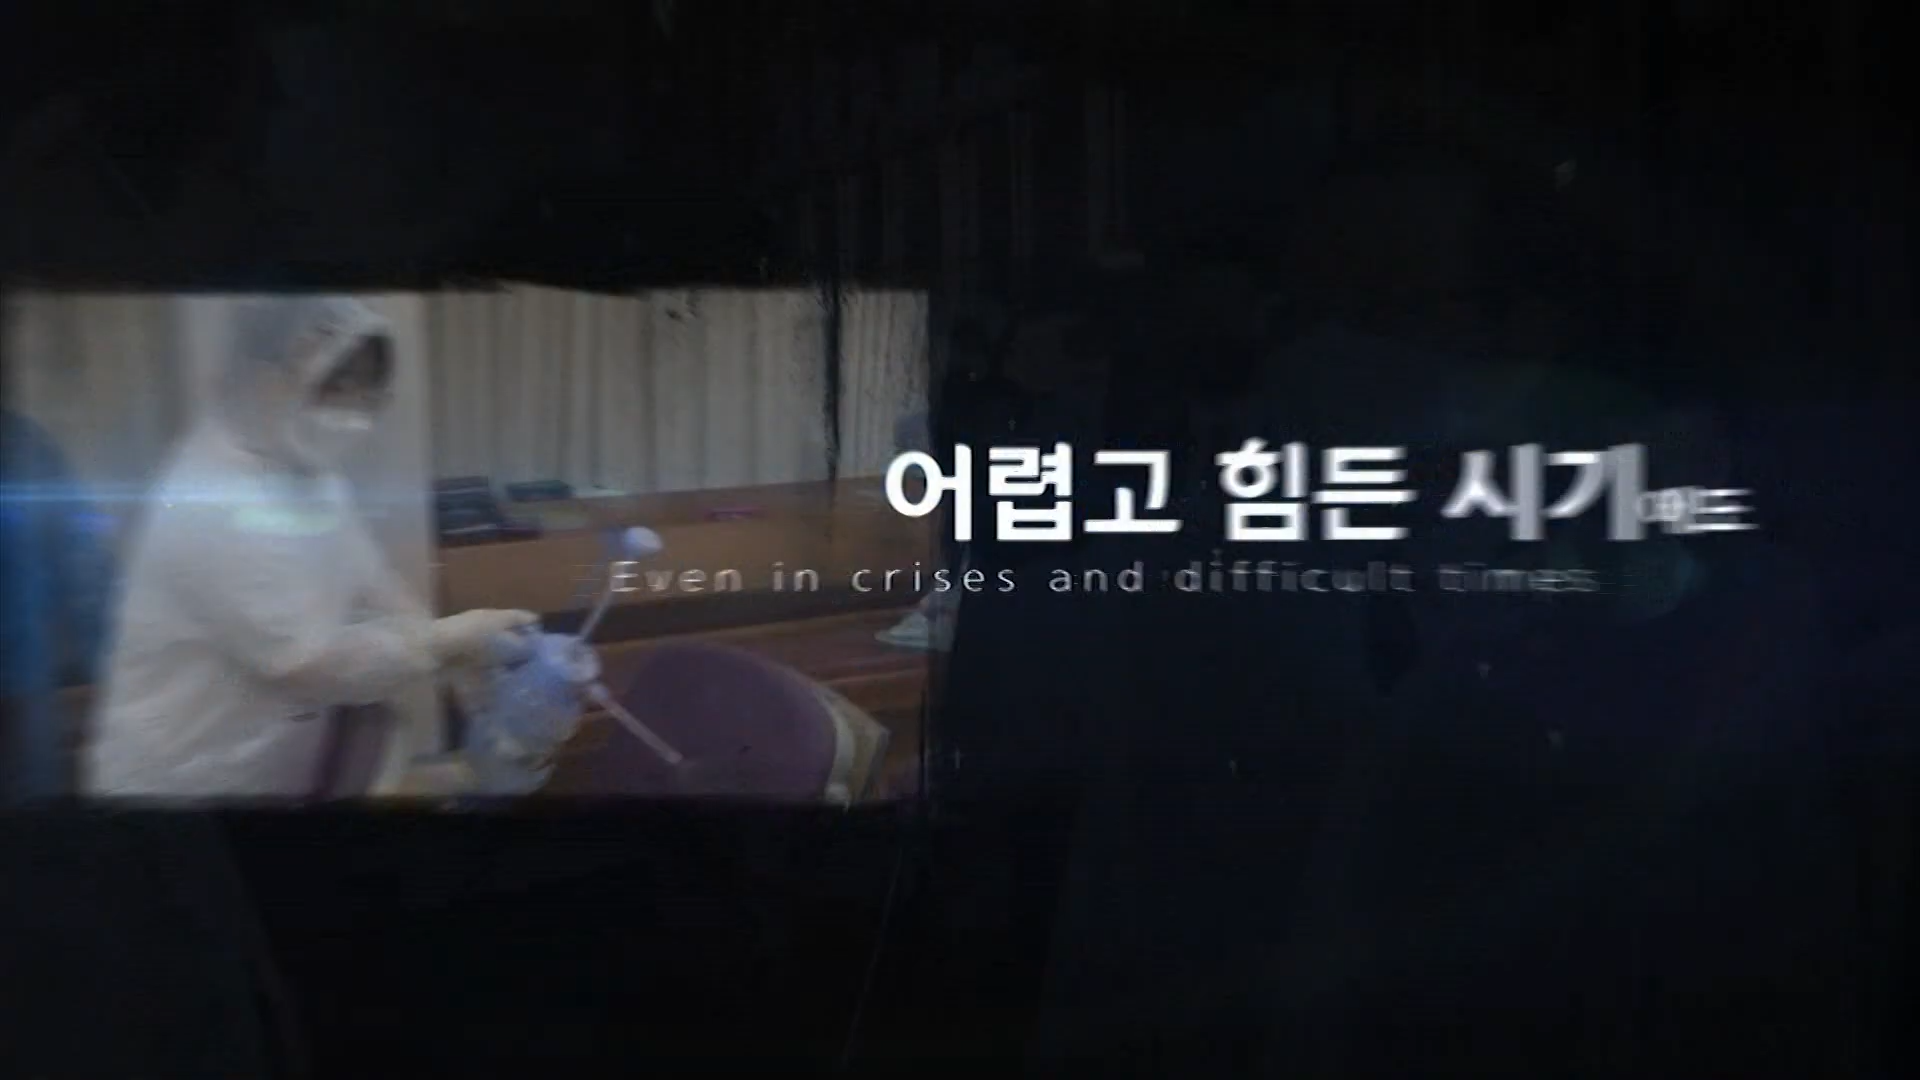 어렵고 힘든 시기
Even in crises and difficult times